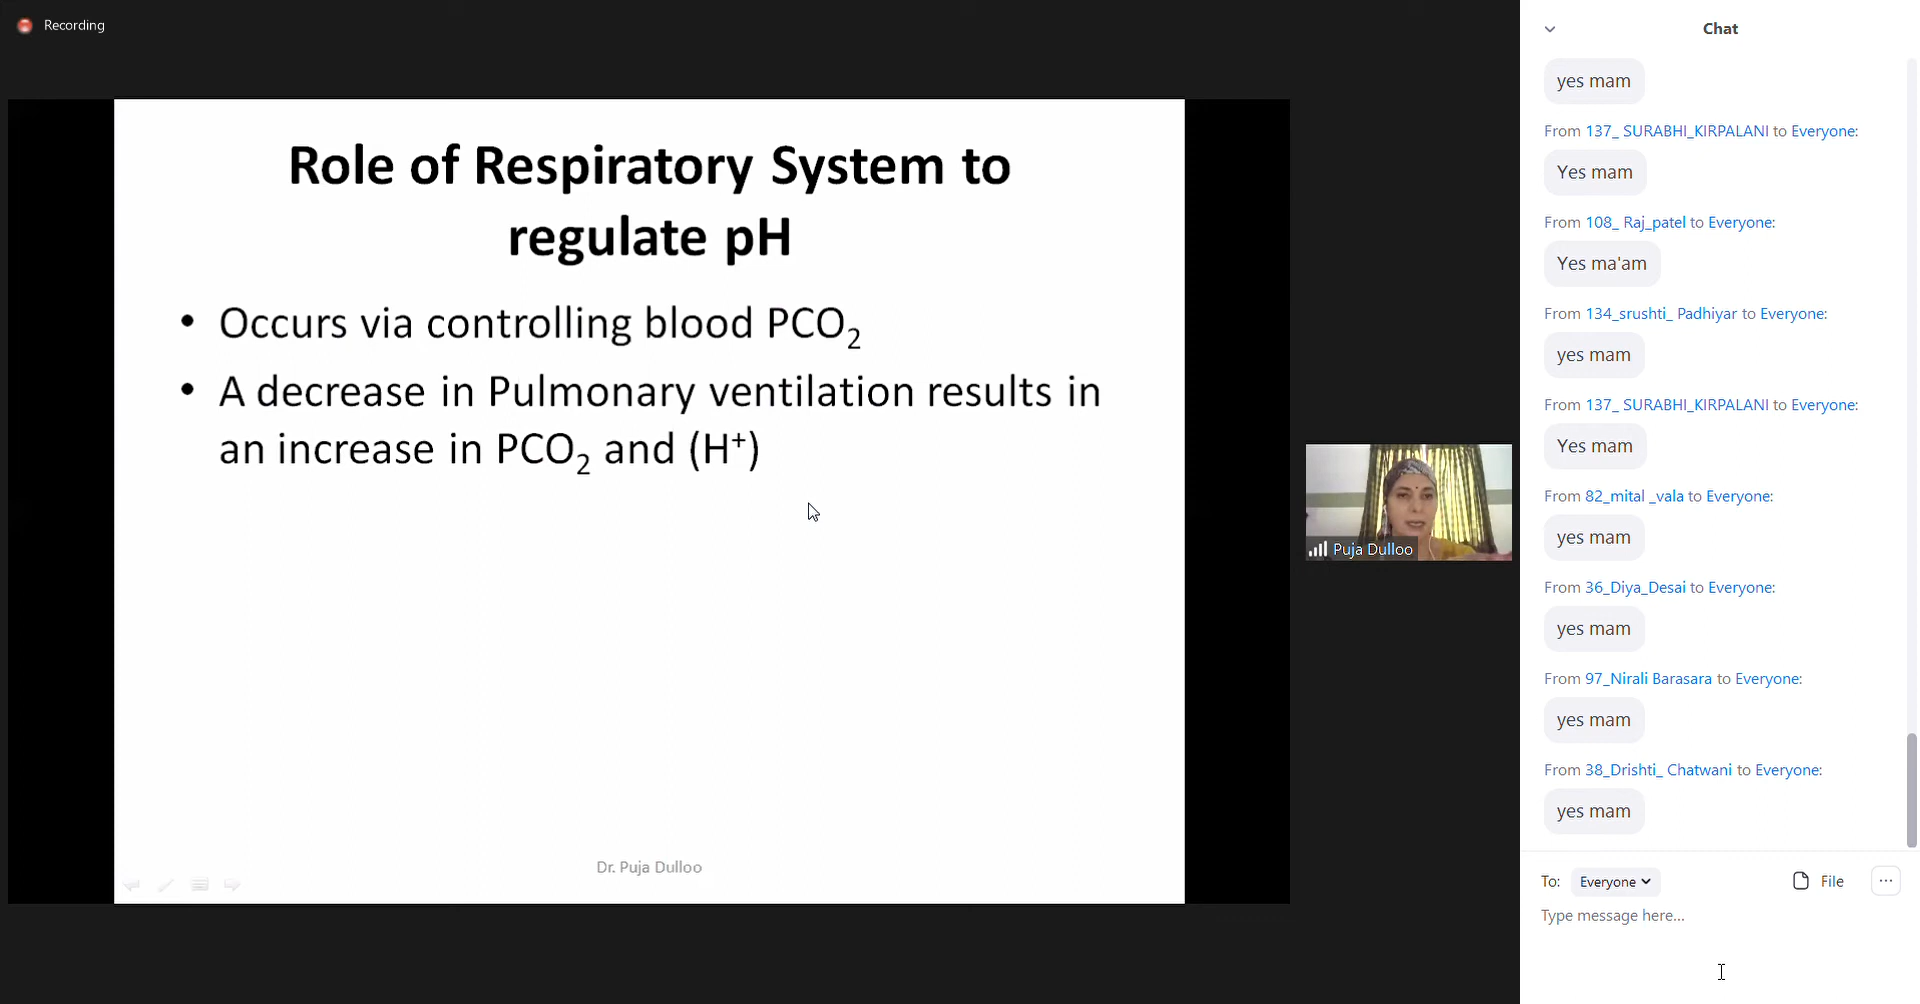 Recording
Role of Respiratory System to
regulate pH
• Occurs via controlling blood PCO₂
• A decrease in Pulmonary ventilation results in
an increase in PCO₂ and (H⁺)
Dr. Puja Dulloo
Puja Dulloo
Chat
yes mam
From 137_ SURABHI_KIRPALANI to Everyone:
Yes mam
From 108_ Raj_patel to Everyone:
Yes ma'am
From 134_srushti_ Padhiyar to Everyone:
yes mam
From 137_ SURABHI_KIRPALANI to Everyone:
Yes mam
From 82_mital _vala to Everyone:
yes mam
From 36_Diya_Desai to Everyone:
yes mam
From 97_Nirali Barasara to Everyone:
yes mam
From 38_Drishti_ Chatwani to Everyone:
yes mam
To: Everyone File ...
Type message here...